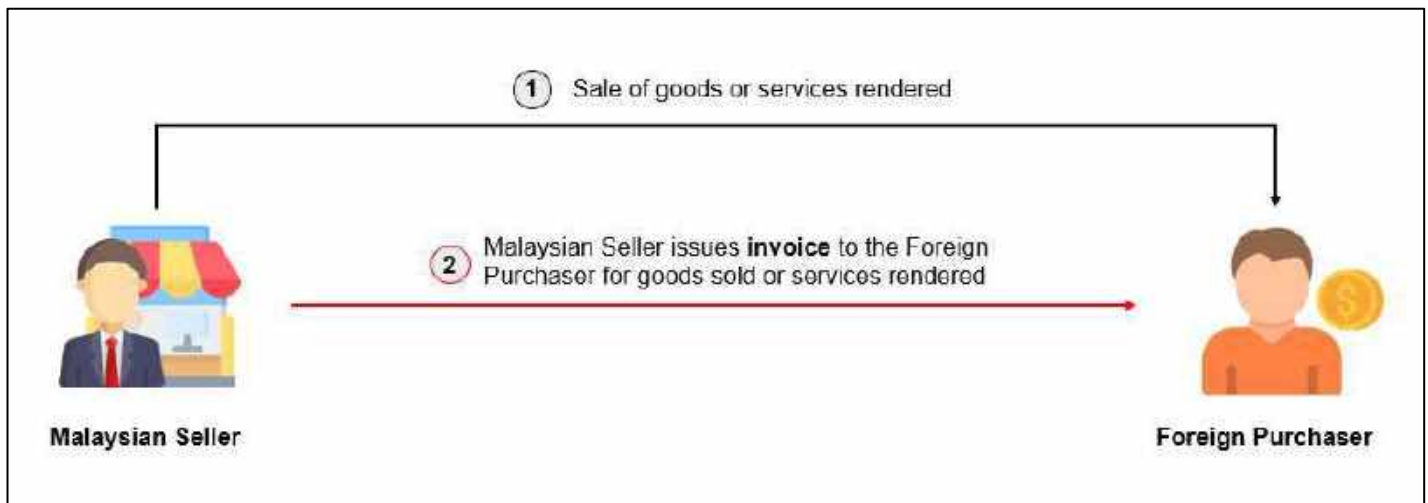 1 Sale of goods or services rendered
2 Malaysian Seller issues invoice to the Foreign
Purchaser for goods sold or services rendered
$
Malaysian Seller
Foreign Purchaser